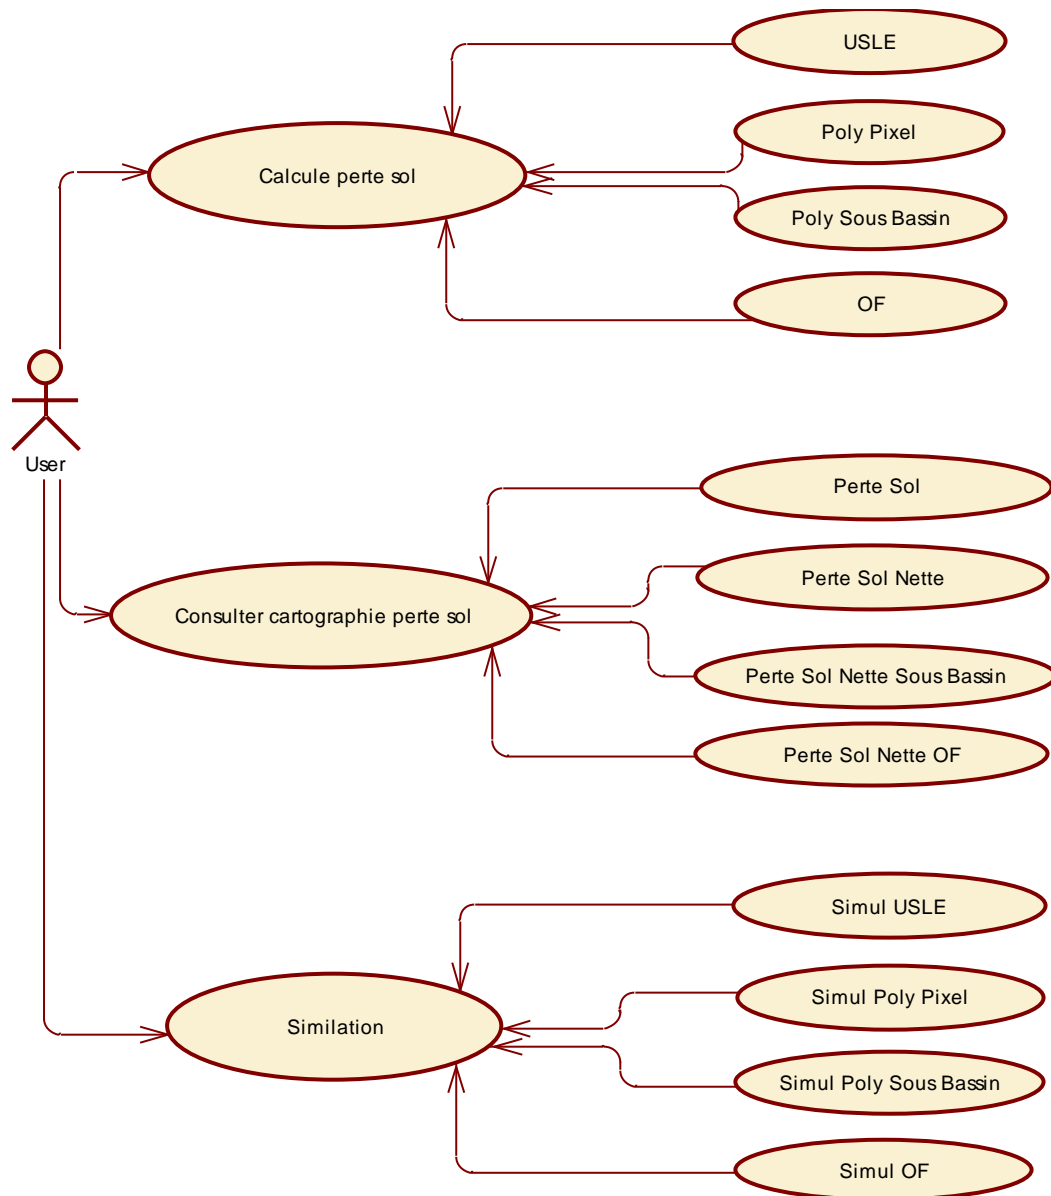 USLE
Poly Pixel
Calcule perte sol
Poly Sous Bassin
OF
User
Perte Sol
Perte Sol Nette
Consulter cartographie perte sol
Perte Sol Nette Sous Bassin
Perte Sol Nette OF
Simul USLE
Simul Poly Pixel
Similation
Simul Poly Sous Bassin
Simul OF